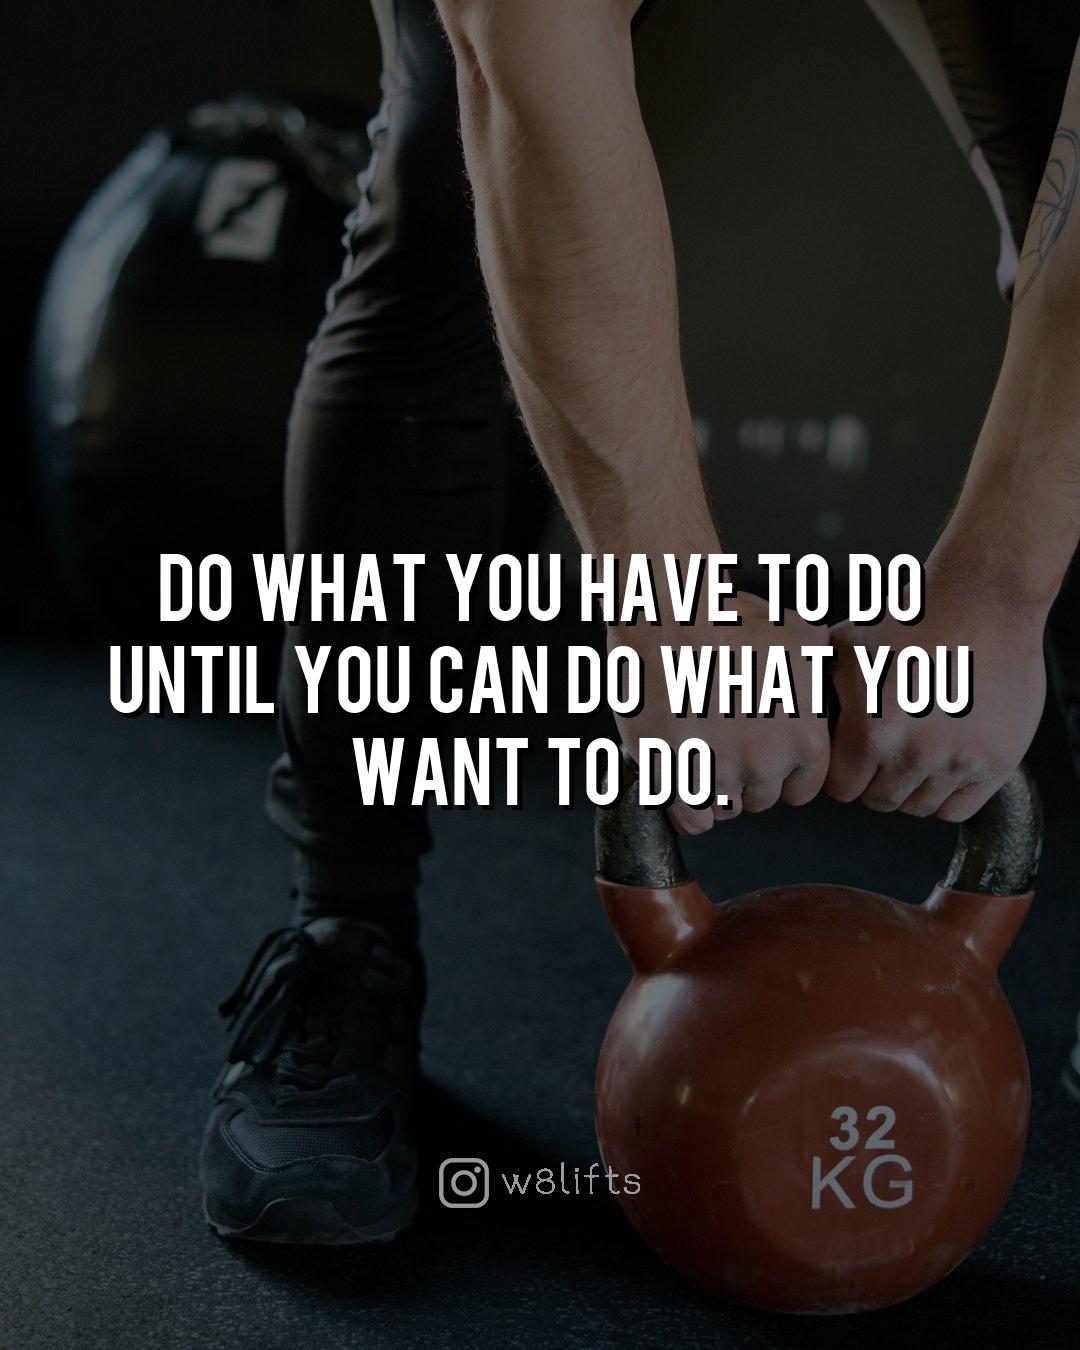 DO WHAT YOU HAVE TO DO
UNTIL YOU CAN DO WHAT YOU
WANT TO DO.
32
KG
w8lifts